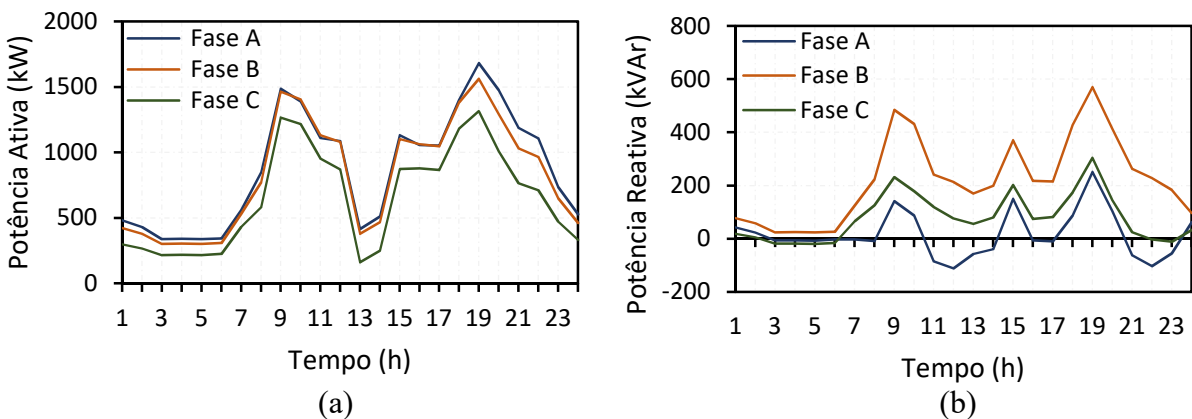 Potência Ativa (kW)
2000
1500
1000
500
0
Fase A
Fase B
Fase C
1 3 5 7 9 11 13 15 17 19 21 23
Tempo (h)
(a)
Potência Reativa (kVAr)
800
600
400
200
0
-200
Fase A
Fase B
Fase C
1 3 5 7 9 11 13 15 17 19 21 23
Tempo (h)
(b)